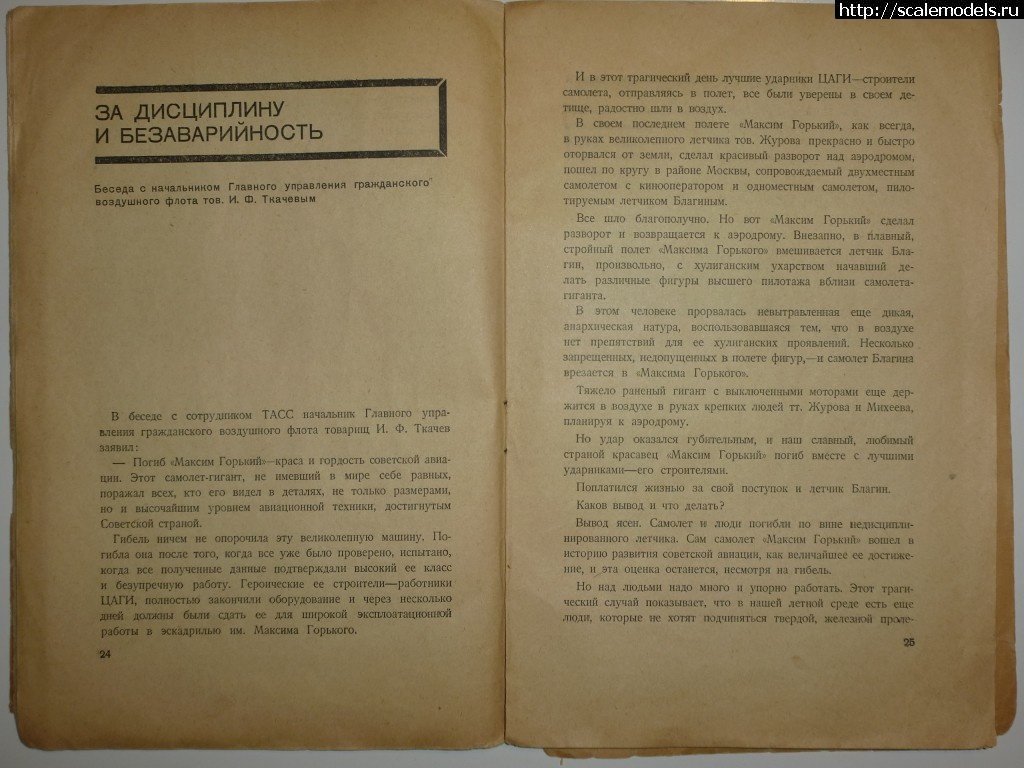 http://scalemodels.ru
ЗА ДИСЦИПЛИНУ
И БЕЗАВАРИЙНОСТЬ
Беседа с начальником Главного управления гражданского
воздушного флота тов. И. Ф. Ткачевым
В беседе с сотрудником ТАСС начальник Главного упра-
вления гражданского воздушного флота товарищ И. Ф. Ткачев
заявил:
— Погиб «Максим Горький»—краса и гордость советской авиа-
ции. Этот самолет-гигант, не имевший в мире себе равных,
поражал всех, кто его видел в деталях, не только размерами,
но и высочайшим уровнем авиационной техники, достигнутым
Советской страной.
Гибель ничем не опорочила эту великолепную машину. По-
гибла она после того, когда все уже было проверено, испытано,
когда все полученные данные подтверждали высокий ее класс
и безупречную работу. Героические ее строители—работники
ЦАГИ, полностью закончили оборудование и через несколько
дней должны были сдать ее для широкой эксплоатационной
работы в эскадрилью им. Максима Горького.
24
И в этот трагический день лучшие ударники ЦАГИ—строители
самолета, отправляясь в полет, все были уверены в своем де-
тище, радостно шли в воздух.
В своем последнем полете «Максим Горький», как всегда,
в руках великолепного летчика тов. Журова прекрасно и быстро
оторвался от земли, сделал красивый разворот над аэродромом,
пошел по кругу в районе Москвы, сопровождаемый двухместным
самолетом с кинооператором и одноместным самолетом, пило-
тируемым летчиком Благиным.
Все шло благополучно. Но вот «Максим Горький» сделал
разворот и возвращается к аэродрому. Внезапно, в плавный,
стройный полет «Максима Горького» вмешивается летчик Бла-
гин, произвольно, с хулиганским ухарством начавший де-
лать различные фигуры высшего пилотажа вблизи самолета-
гиганта.
В этом человеке прорвалась невытравленная еще дикая,
анархическая натура, воспользовавшаяся тем, что в воздухе
нет препятствий для ее хулиганских проявлений. Несколько
запрещенных, недопущенных в полете фигур,—и самолет Благина
врезается в «Максима Горького».
Тяжело раненый гигант с выключенными моторами еще дер-
жится в воздухе в руках крепких людей тт. Журова и Михеева,
планируя к аэродрому.
Но удар оказался губительным, и наш славный, любимый
страной красавец «Максим Горький» погиб вместе с лучшими
ударниками—его строителями.
Поплатился жизнью за свой поступок и летчик Благин.
Каков вывод и что делать?
Вывод ясен. Самолет и люди погибли по вине недисципли-
нированного летчика. Сам самолет «Максим Горький» вошел в
историю развития советской авиации, как величайшее ее достиже-
ние, и эта оценка останется, несмотря на гибель.
Но над людьми надо много и упорно работать. Этот траги-
ческий случай показывает, что в нашей летной среде есть еще
люди, которые не хотят подчиняться твердой, железной проле-
25